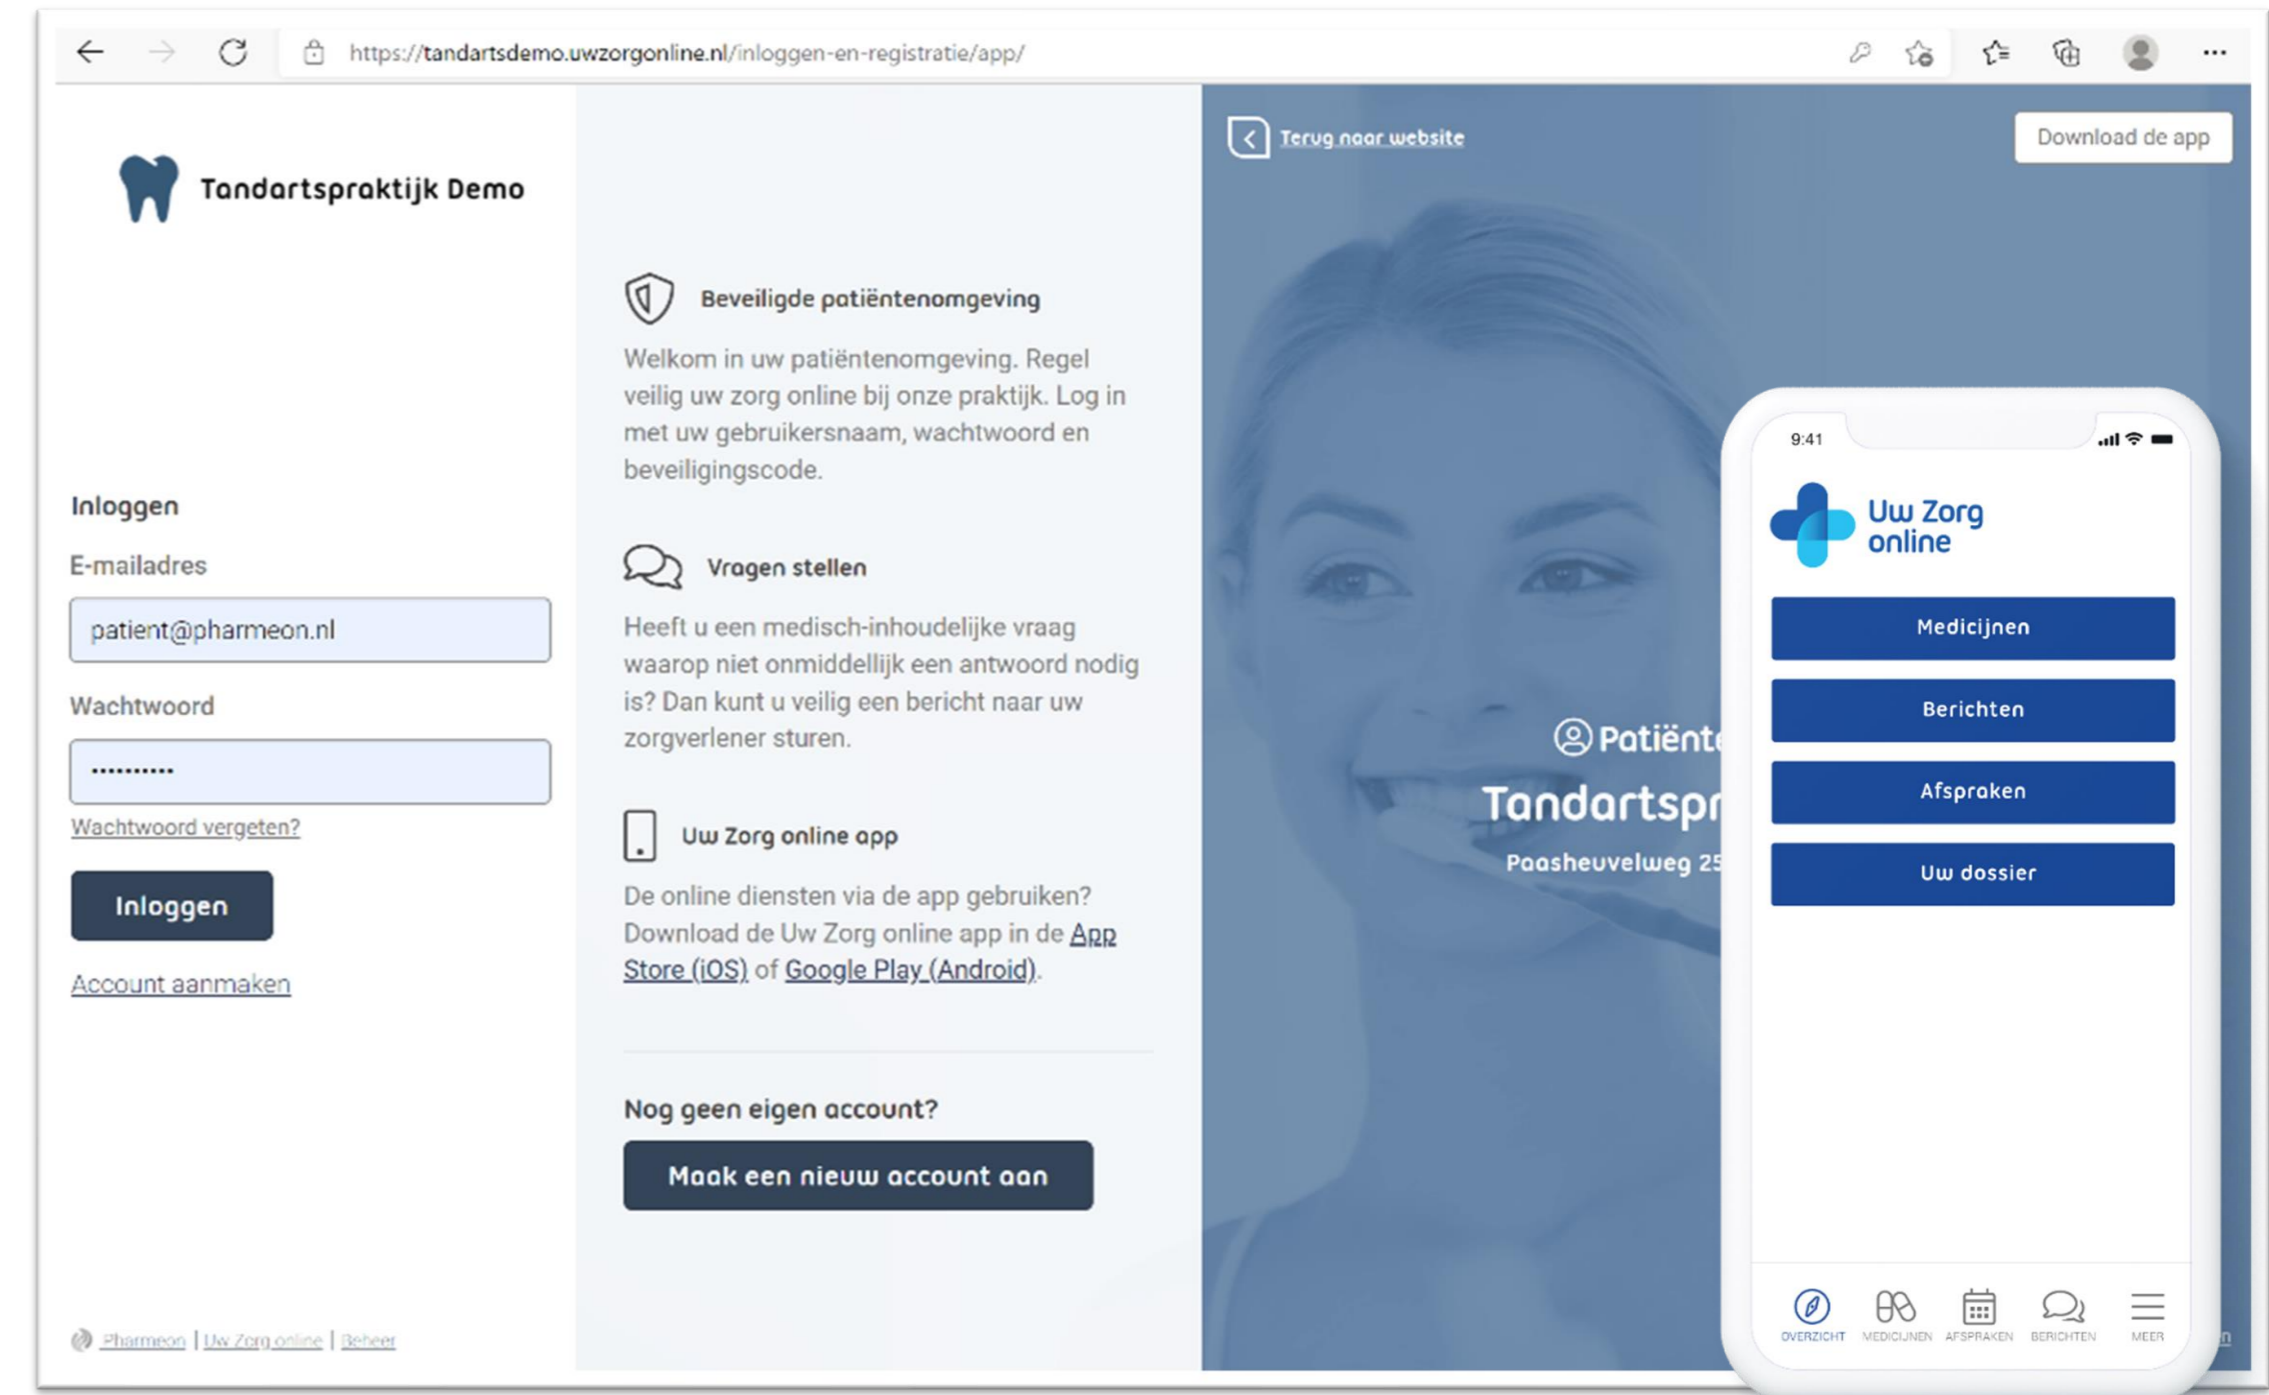 https://tandartsdemo.uwzorgonline.nl/inloggen-en-registratie/app/
Tandartspraktijk Demo
Inloggen
E-mailadres
patient@pharmeon.nl
Wachtwoord
••••••••••
Wachtwoord vergeten?
Inloggen
Account aanmaken
Pharmeon | Uw Zorg online | Beheer
Beveiligde patiëntenomgeving
Welkom in uw patiëntenomgeving. Regel
veilig uw zorg online bij onze praktijk. Log in
met uw gebruikersnaam, wachtwoord en
beveiligingscode.
Vragen stellen
Heeft u een medisch-inhoudelijke vraag
waarop niet onmiddellijk een antwoord nodig
is? Dan kunt u veilig een bericht naar uw
zorgverlener sturen.
Uw Zorg online app
De online diensten via de app gebruiken?
Download de Uw Zorg online app in de App
Store (iOS) of Google Play (Android).
Nog geen eigen account?
Maak een nieuw account aan
Terug naar website
Download de app
Patiënte
Tandartspr
Paasheuvelweg 25
9:41
Uw Zorg
online
Medicijnen
Berichten
Afspraken
Uw dossier
OVERZICHT MEDICIJNEN AFSPRAKEN BERICHTEN MEER